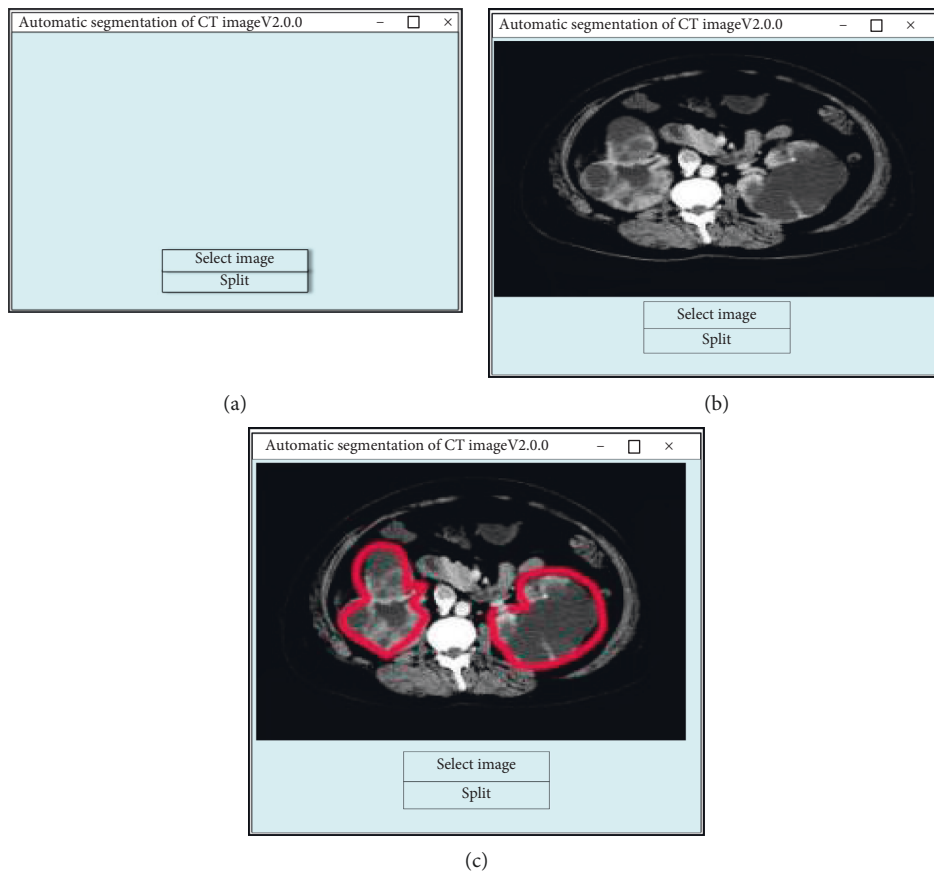 Automatic segmentation of CT imageV2.0.0
Select image
Split
(a)
Automatic segmentation of CT imageV2.0.0
Select image
Split
(b)
Automatic segmentation of CT imageV2.0.0
Select image
Split
(c)